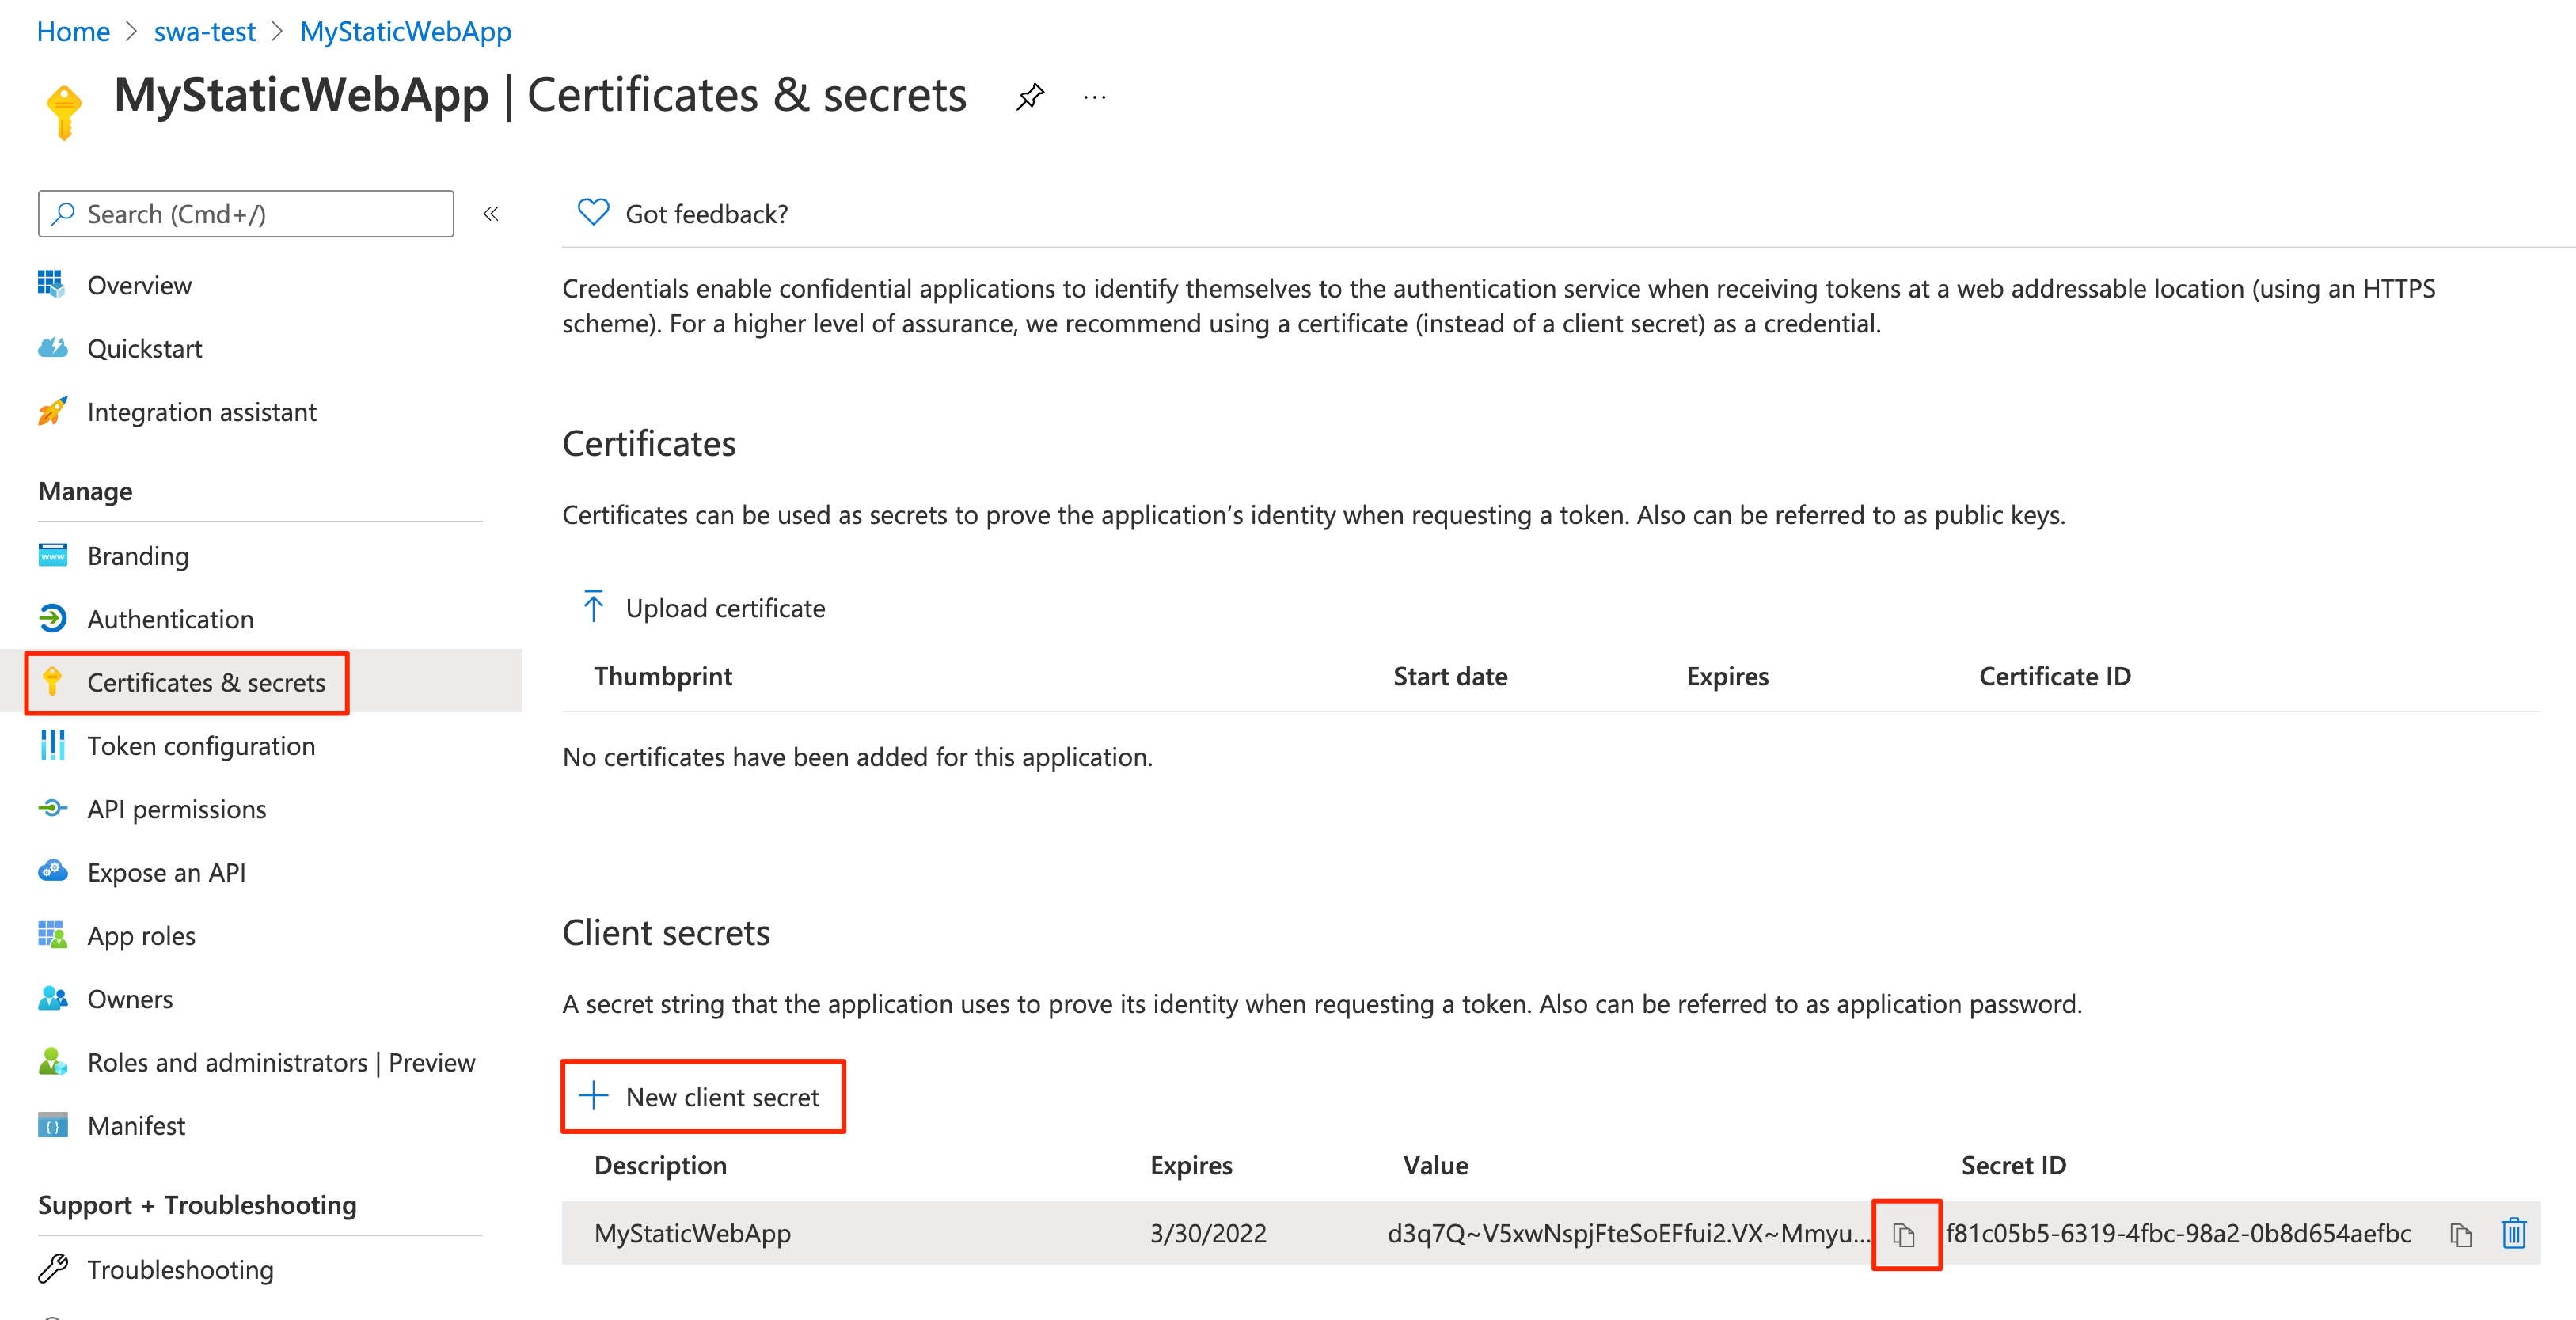 Home > swa-test > MyStaticWebApp
MyStaticWebApp | Certificates & secrets ...
Search (Cmd+/) «
Overview
Quickstart
Integration assistant
Manage
www Branding
Authentication
Certificates & secrets
Token configuration
API permissions
Expose an API
App roles
Owners
Roles and administrators | Preview
Manifest
Support + Troubleshooting
Troubleshooting
Got feedback?
Credentials enable confidential applications to identify themselves to the authentication service when receiving tokens at a web addressable location (using an HTTPS
scheme). For a higher level of assurance, we recommend using a certificate (instead of a client secret) as a credential.
Certificates
Certificates can be used as secrets to prove the application’s identity when requesting a token. Also can be referred to as public keys.
Upload certificate
Thumbprint Start date Expires Certificate ID
No certificates have been added for this application.
Client secrets
A secret string that the application uses to prove its identity when requesting a token. Also can be referred to as application password.
New client secret
Description Expires Value Secret ID
MyStaticWebApp 3/30/2022 d3q7Q~V5xwNspjFteSoEFfui2.VX~Mmyu... f81c05b5-6319-4fbc-98a2-0b8d654aefbc